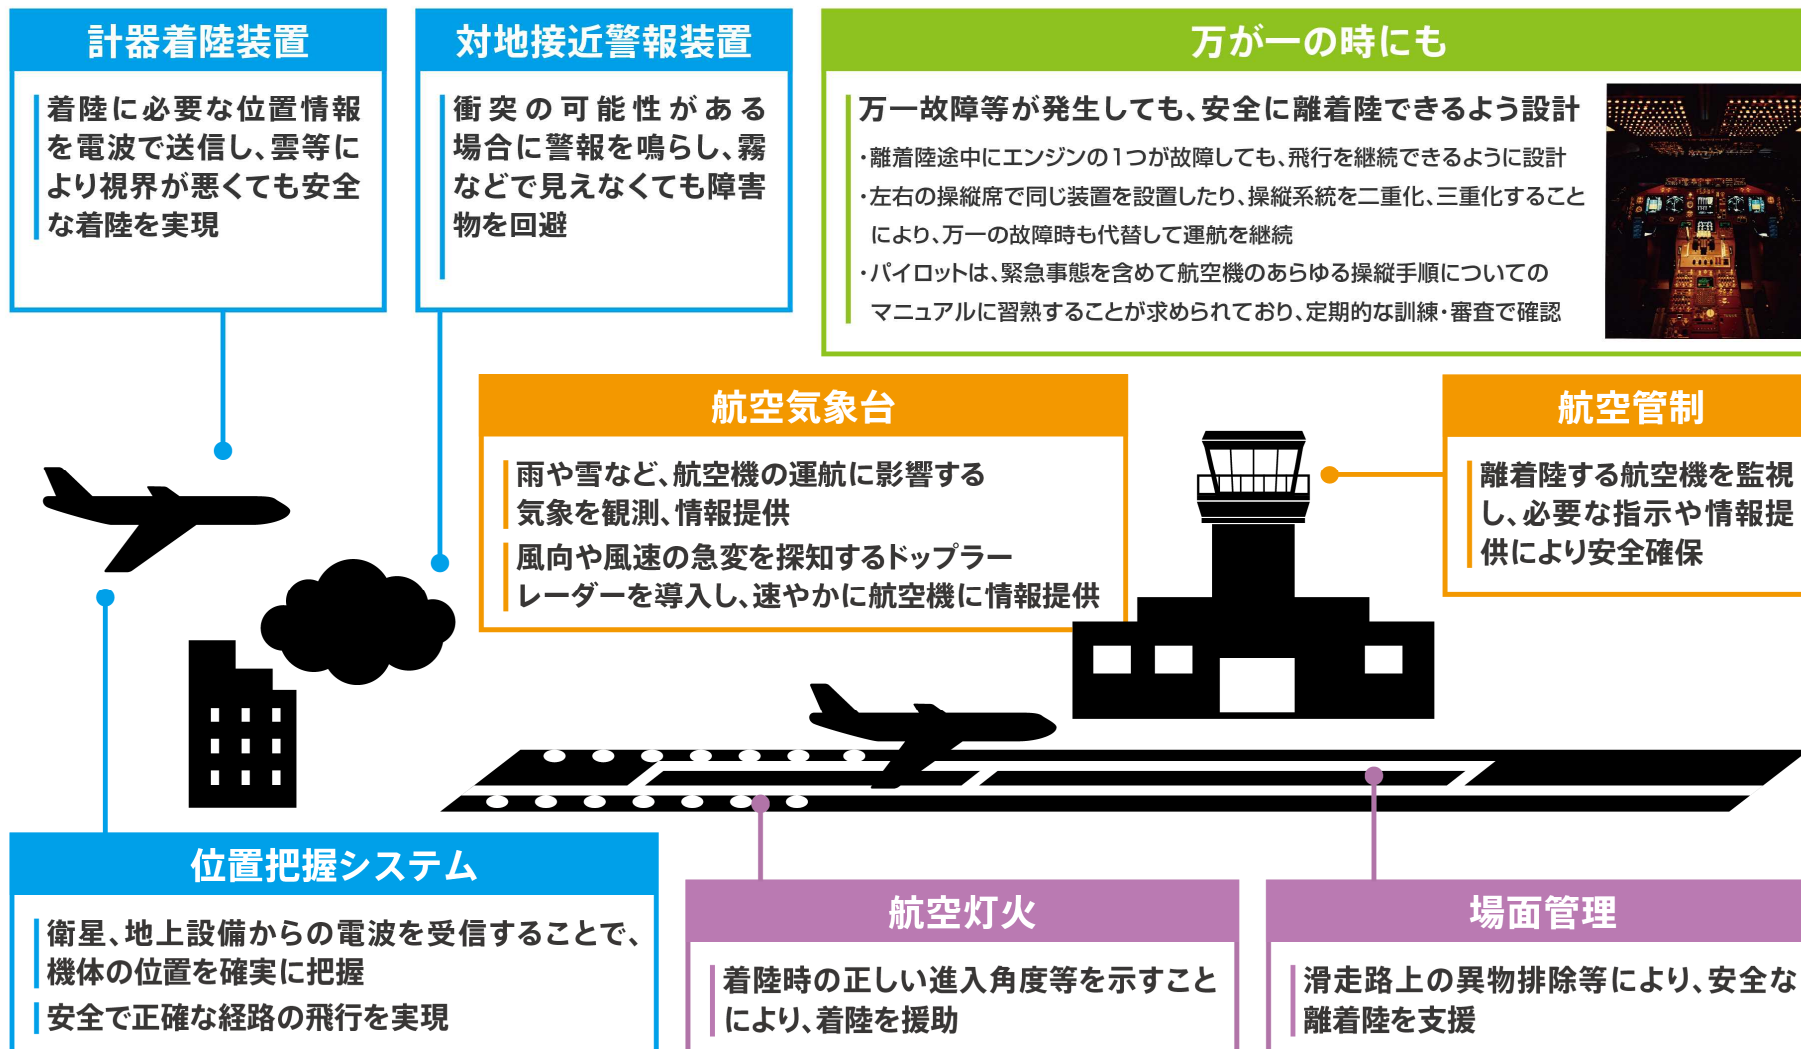 計器着陸装置
着陸に必要な位置情報
を電波で送信し、雲等に
より視界が悪くても安全
な着陸を実現
対地接近警報装置
衝突の可能性がある
場合に警報を鳴らし、霧
などで見えなくても障害
物を回避
万が一の時にも
万一故障等が発生しても、安全に離着陸できるよう設計
・離着陸途中にエンジンの1つが故障しても、飛行を継続できるように設計
・左右の操縦席で同じ装置を設置したり、操縦系統を二重化、三重化すること
により、万一の故障時も代替して運航を継続
・パイロットは、緊急事態を含めて航空機のあらゆる操縦手順についての
マニュアルに習熟することが求められており、定期的な訓練・審査で確認
航空気象台
雨や雪など、航空機の運航に影響する
気象を観測、情報提供
風向や風速の急変を探知するドップラー
レーダーを導入し、速やかに航空機に情報提供
航空管制
離着陸する航空機を監視
し、必要な指示や情報提
供により安全確保
位置把握システム
衛星、地上設備からの電波を受信することで、
機体の位置を確実に把握
安全で正確な経路の飛行を実現
航空灯火
着陸時の正しい進入角度等を示すこと
により、着陸を援助
場面管理
滑走路上の異物排除等により、安全な
離着陸を支援